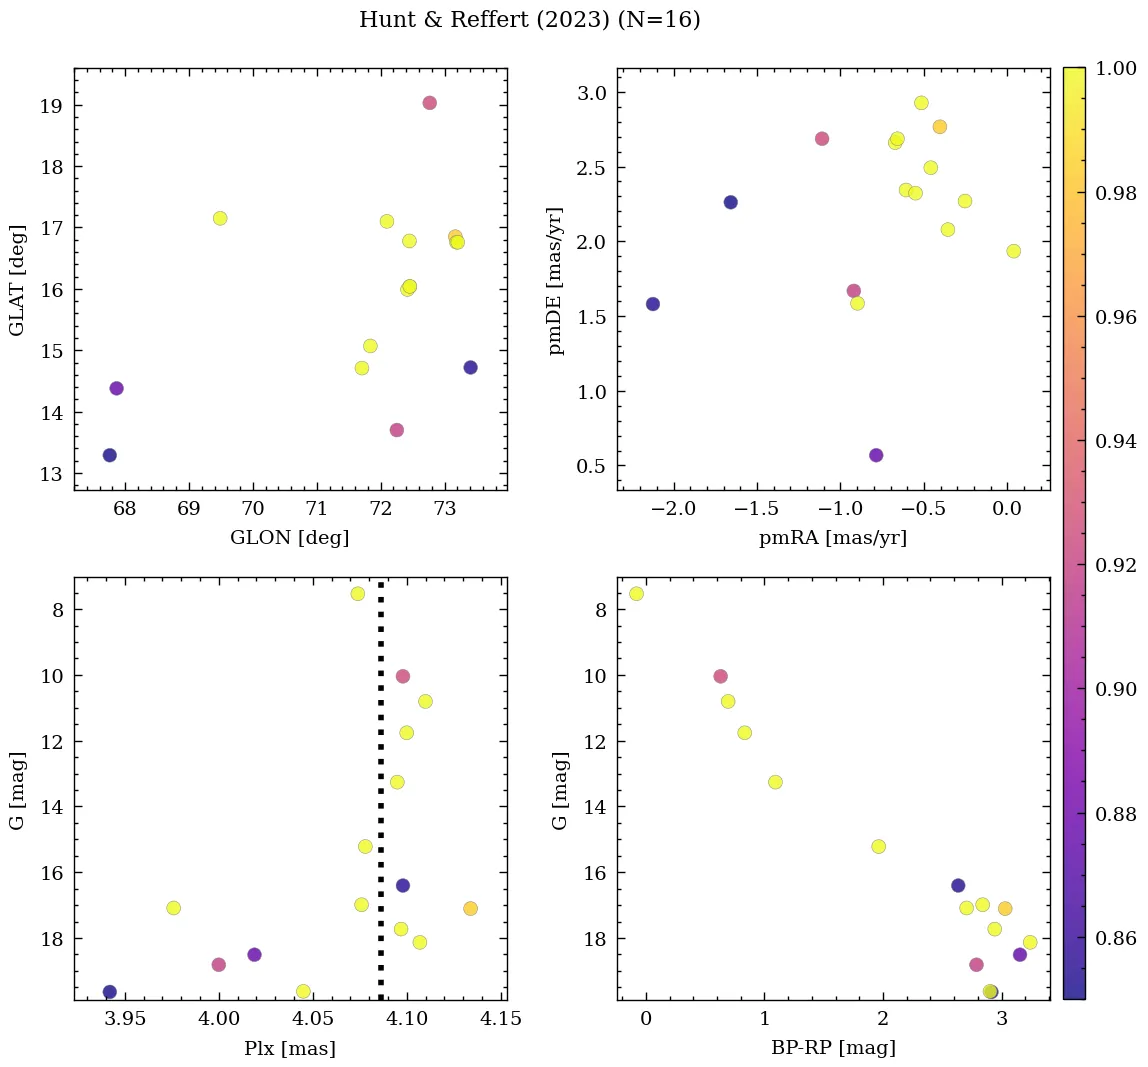 Hunt & Reffert (2023) (N=16)
19
18
17
16
15
14
13
GLAT [deg]
68 69 70 71 72 73
GLON [deg]
3.0
2.5
2.0
1.5
1.0
0.5
pmDE [mas/yr]
−2.0 −1.5 −1.0 −0.5 0.0
pmRA [mas/yr]
8
10
12
14
16
18
G [mag]
3.95 4.00 4.05 4.10 4.15
Plx [mas]
8
10
12
14
16
18
G [mag]
0 1 2 3
BP-RP [mag]
1.00
0.98
0.96
0.94
0.92
0.90
0.88
0.86